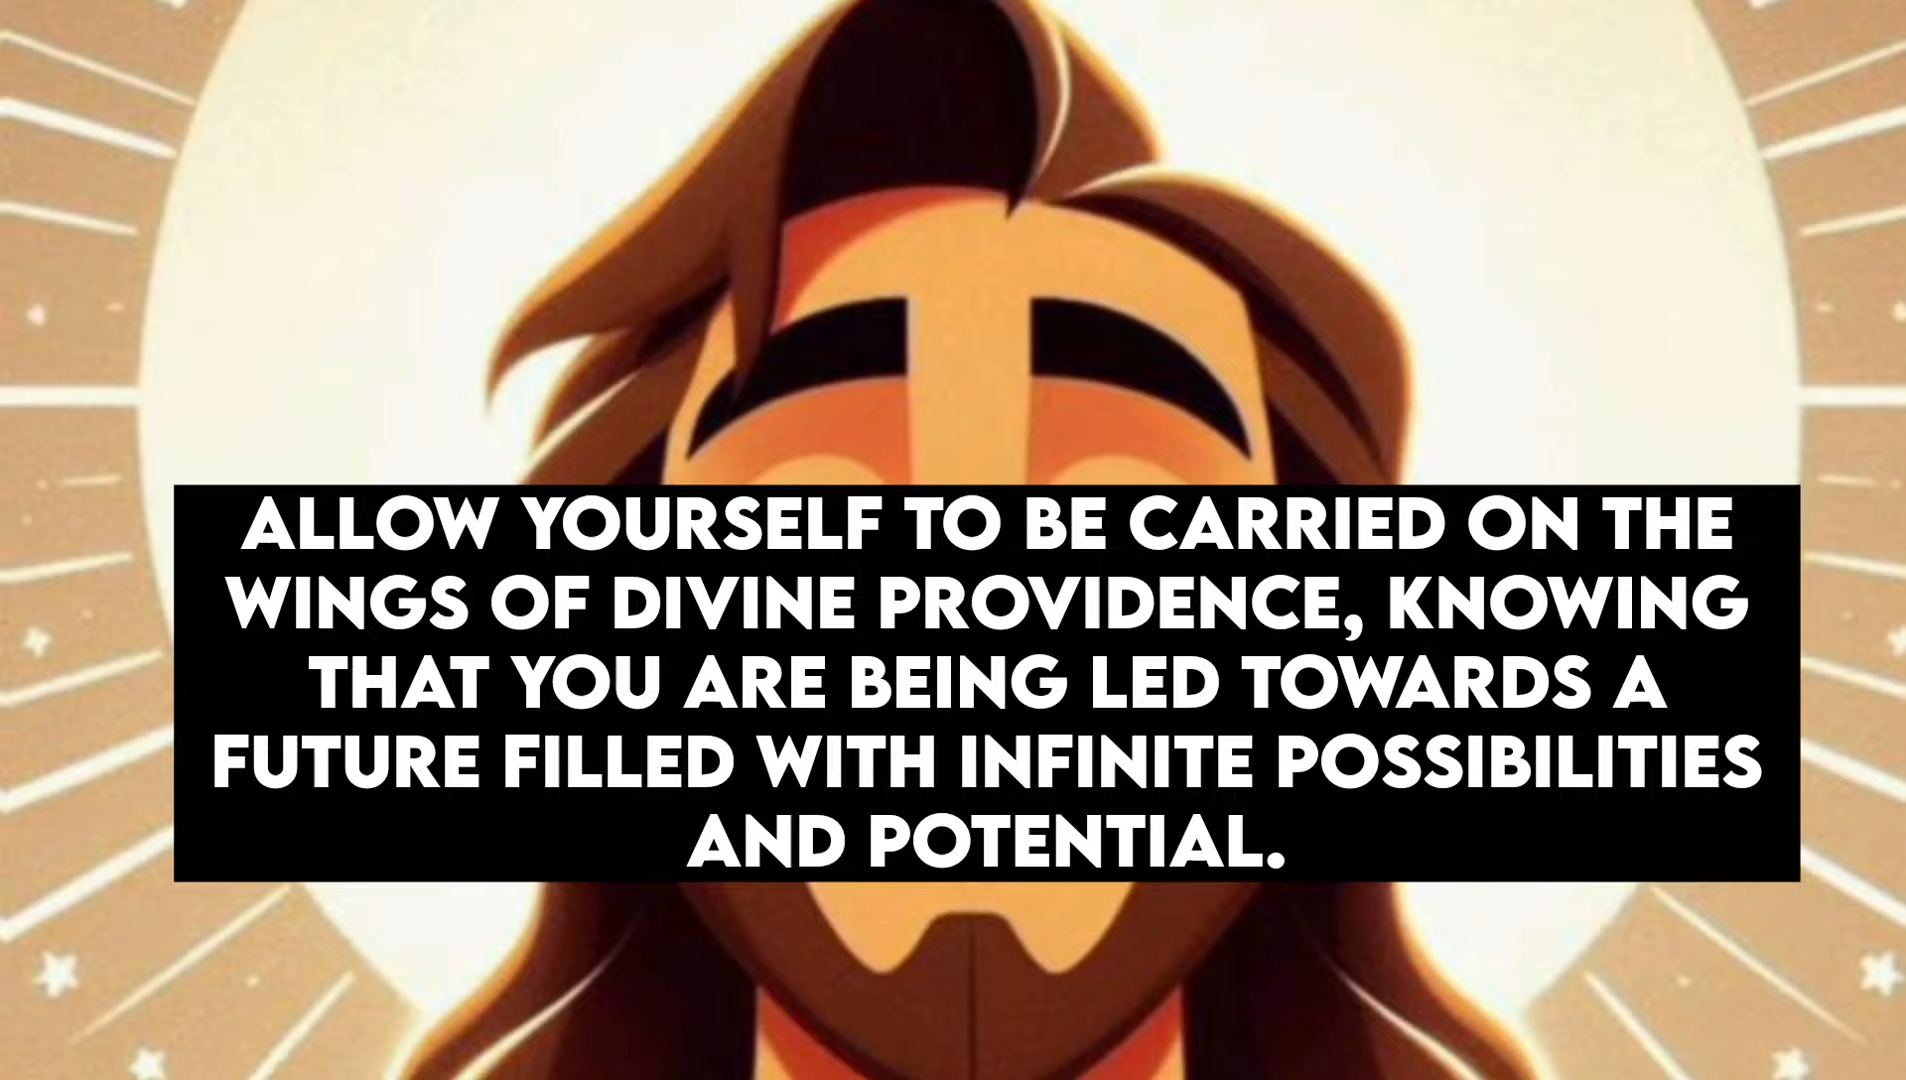 ALLOW YOURSELF TO BE CARRIED ON THE
WINGS OF DIVINE PROVIDENCE, KNOWING
THAT YOU ARE BEING LED TOWARDS A
FUTURE FILLED WITH INFINITE POSSIBILITIES
AND POTENTIAL.